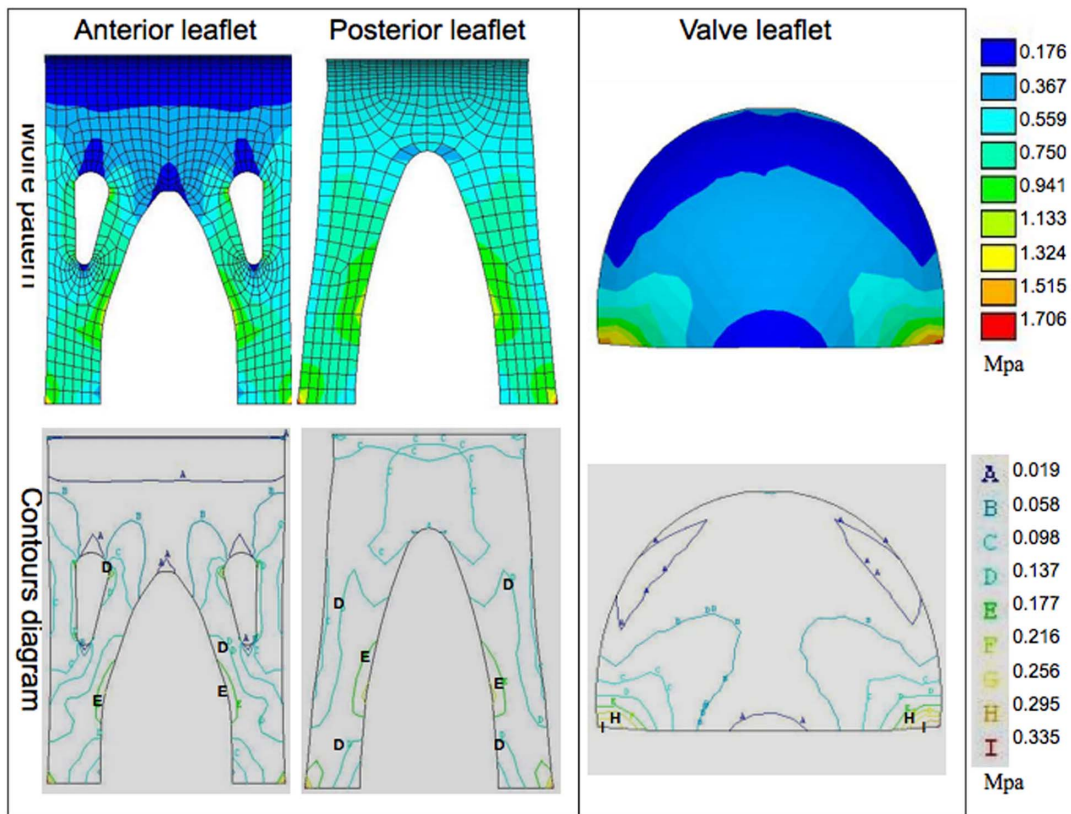 Anterior leaflet
Posterior leaflet
Valve leaflet
Moire pattern
0.176
0.367
0.559
0.750
0.941
1.133
1.324
1.515
1.706
Mpa
Contours diagram
A
A
B
B
B
B
A
A
A
C
C
D
D
D
E
E
C
C
C
C
C
C
D
D
E
E
D
D
A
A
A
A
A
B
B
B
C
C
D
D
E
H
H
I
I
A
A
A 0.019
B 0.058
C 0.098
D 0.137
E 0.177
F 0.216
G 0.256
H 0.295
I 0.335
Mpa